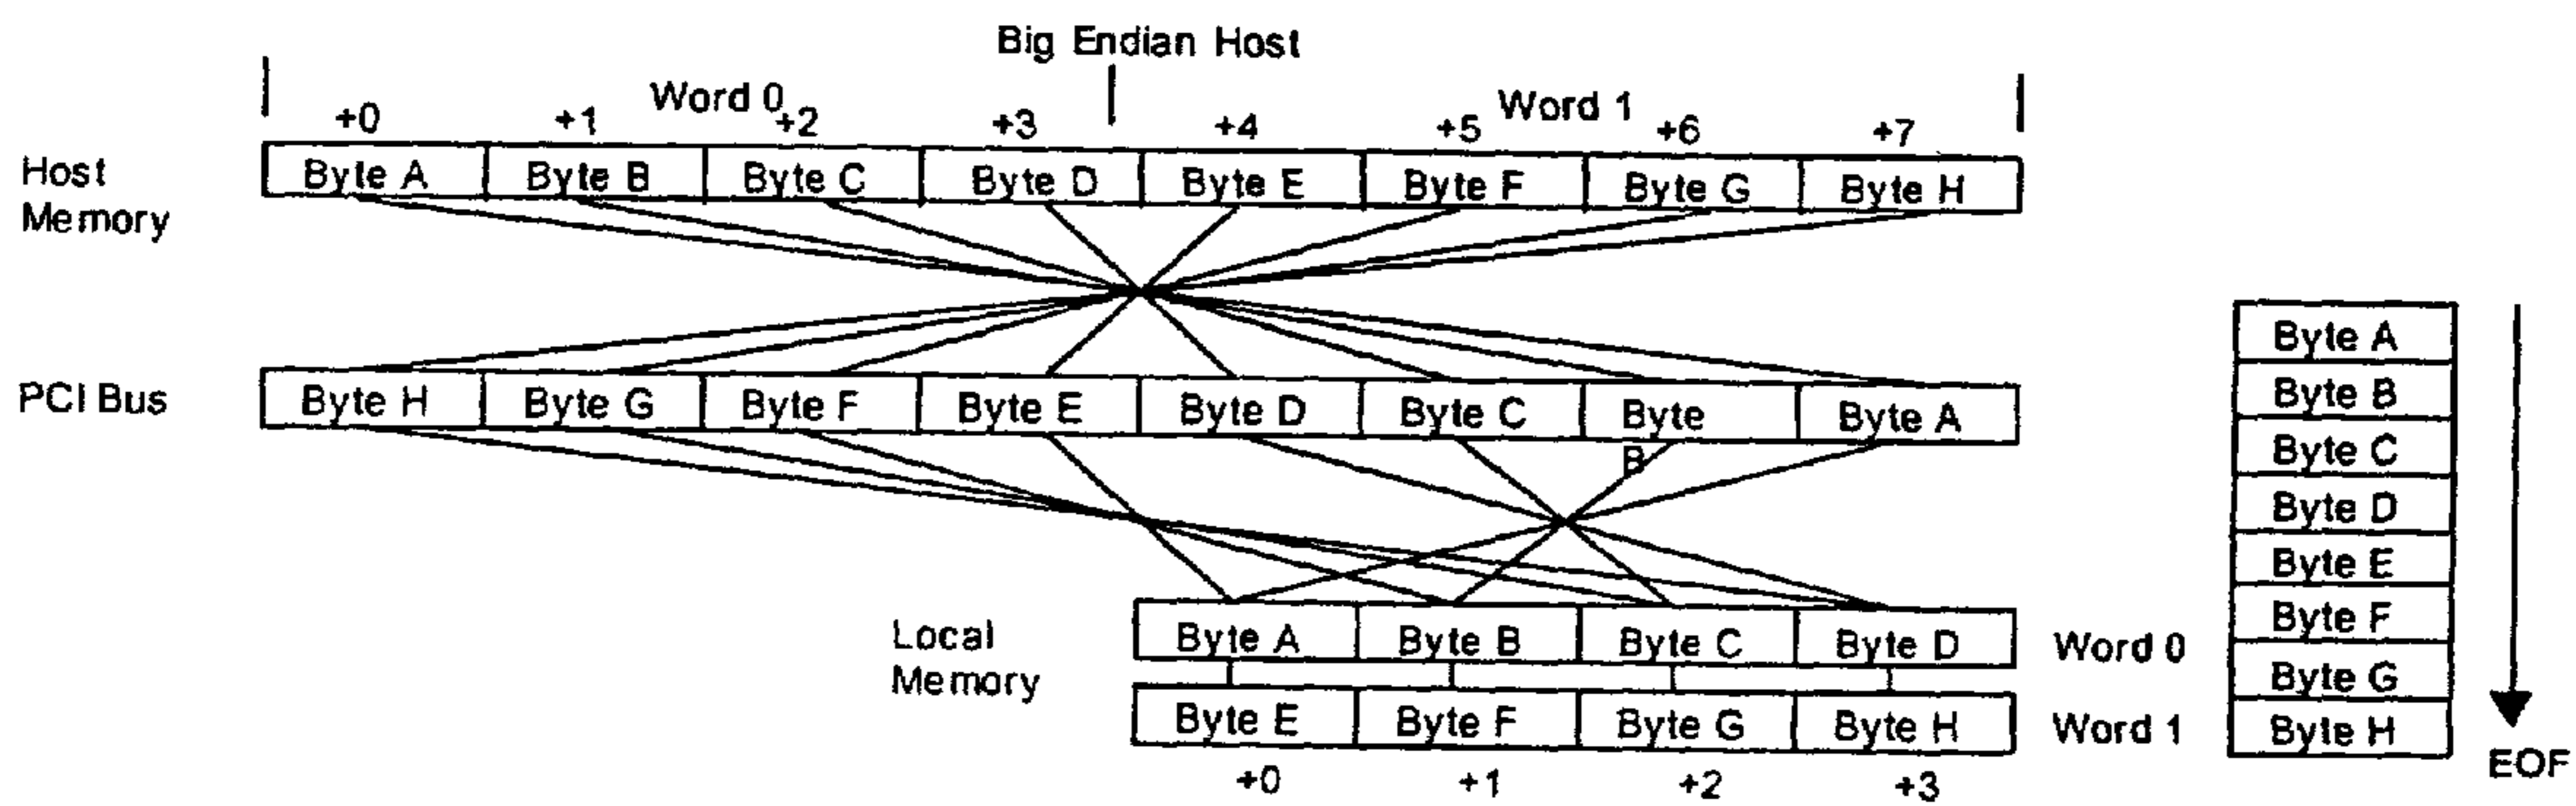 Big Endian Host
Word 0 Word 1
+0 +1 +2 +3 +4 +5 +6 +7
Host Memory
Byte A Byte B Byte C Byte D Byte E Byte F Byte G Byte H
PCI Bus
Byte H Byte G Byte F Byte E Byte D Byte C Byte B Byte A
Local Memory
Byte A Byte B Byte C Byte D Word 0
Byte E Byte F Byte G Byte H Word 1
+0 +1 +2 +3
Byte A
Byte B
Byte C
Byte D
Byte E
Byte F
Byte G
Byte H
EOF